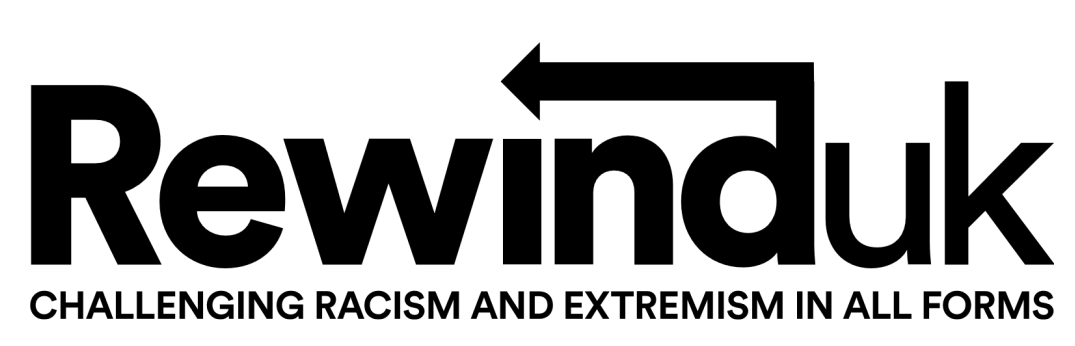 Rewinduk
CHALLENGING RACISM AND EXTREMISM IN ALL FORMS